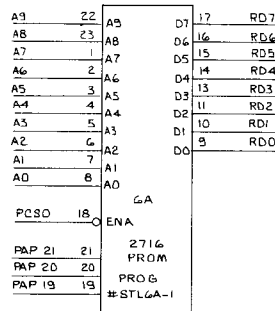 A9 22 A9 D7 17 RD7
A8 23 A8 D6 16 RD6
A7 1 A7 D5 15 RD5
A6 2 A6 D4 14 RD4
A5 3 A5 D3 13 RD3
A4 4 A4 D2 11 RD2
A3 5 A3 D1 10 RD1
A2 6 A2 D0 9 RD0
A1 7 A1
A0 8 A0
6A
PCS0 18 ENA
2716
PAP 21 21 PROM
PAP 20 20 PROG
PAP 19 19 #STL6A-1